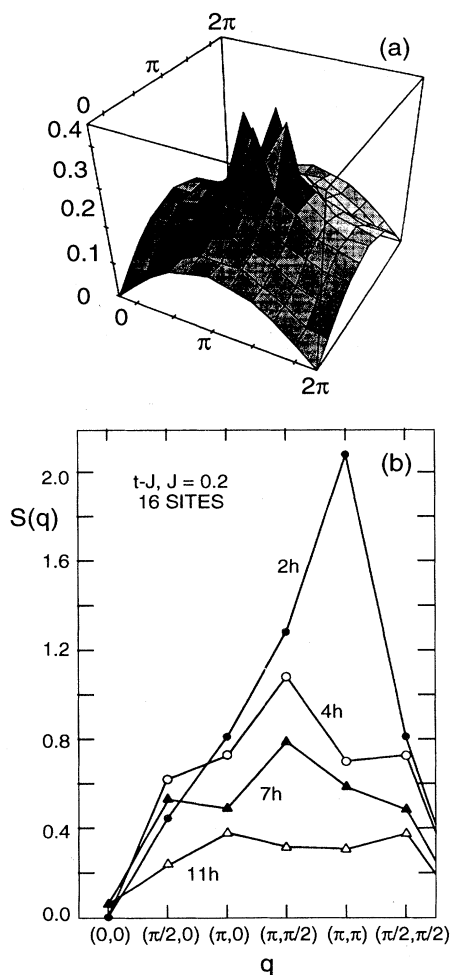 2π
(a)
π
0
0.4
0.3
0.2
0.1
0
0
π
2π
(b)
2.0
t-J, J = 0.2
16 SITES
S(q)
1.6
2h
1.2
4h
0.8
7h
0.4
11h
0.0
(0,0) (π/2,0) (π,0) (π,π/2) (π,π) (π/2,π/2)
q